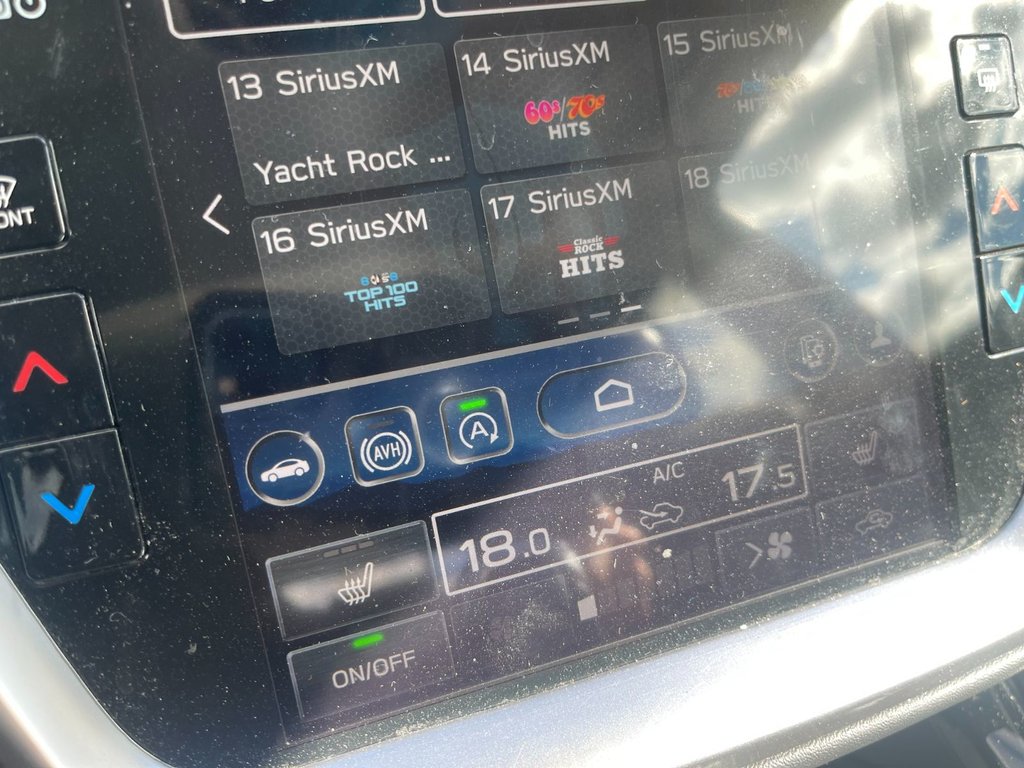 13 SiriusXM
Yacht Rock ...
14 SiriusXM
60s/70s
HITS
15 SiriusXM
HITS
16 SiriusXM
TOP 100
HITS
17 SiriusXM
Classic
ROCK
HITS
18 SiriusXM
AVH
A
A/C
18.0
17.5
ON/OFF